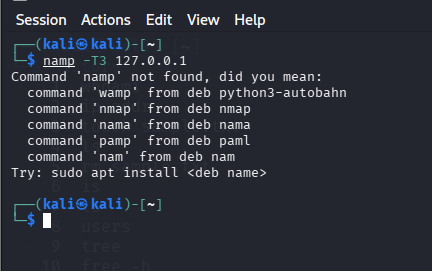 Session Actions Edit View Help
┌──(kali㉿kali)-[~]
└─$ namp -T3 127.0.0.1
Command 'namp' not found, did you mean:
  command 'wamp' from deb python3-autobahn
  command 'nmap' from deb nmap
  command 'nama' from deb nama
  command 'pamp' from deb paml
  command 'nam' from deb nam
Try: sudo apt install <deb name>
┌──(kali㉿kali)-[~]
└─$
users
9 tree
10 free -h